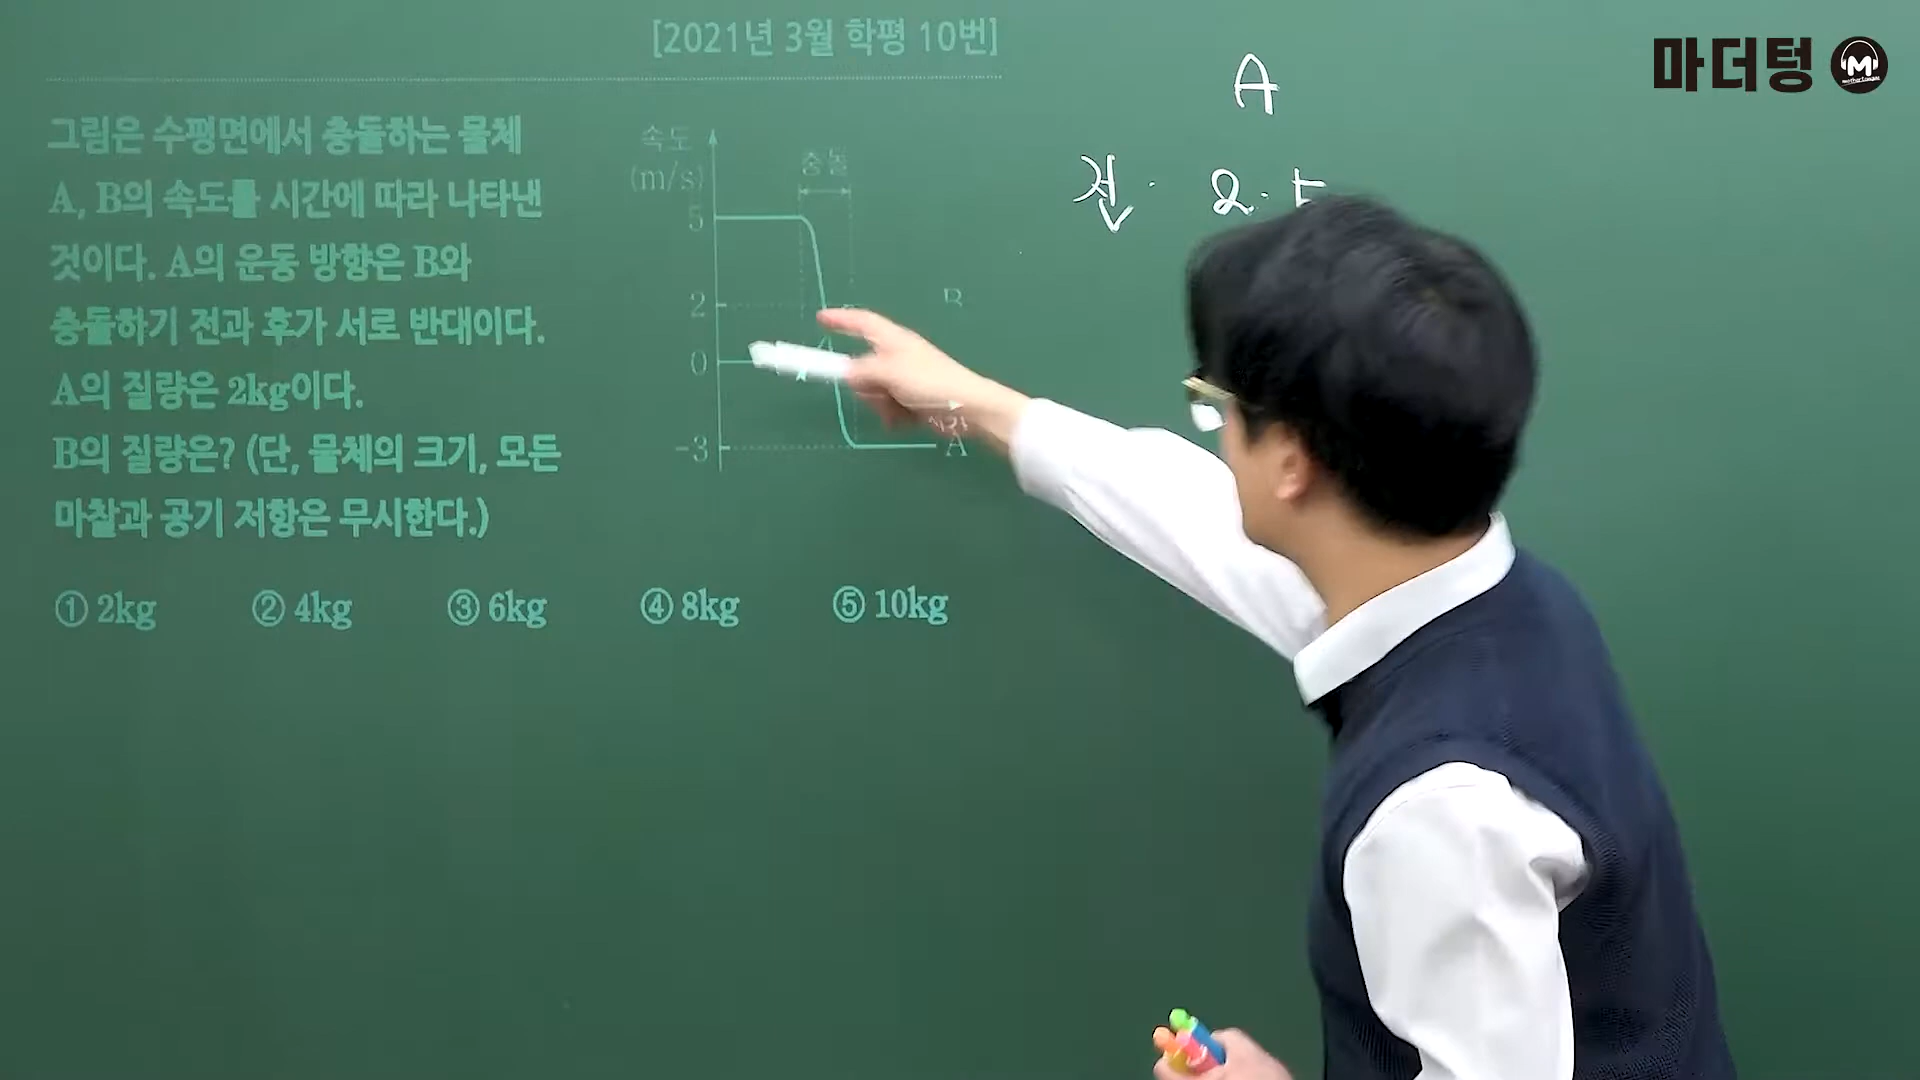 [2021년 3월 학평 10번]
마더텅
그림은 수평면에서 충돌하는 물체
A, B의 속도를 시간에 따라 나타낸
것이다. A의 운동 방향은 B와
충돌하기 전과 후가 서로 반대이다.
A의 질량은 2kg이다.
B의 질량은? (단, 물체의 크기, 모든
마찰과 공기 저항은 무시한다.)
속도
(m/s)
충돌
5
2
0
-3
B
A
① 2kg ② 4kg ③ 6kg ④ 8kg ⑤ 10kg
A
전 2·5